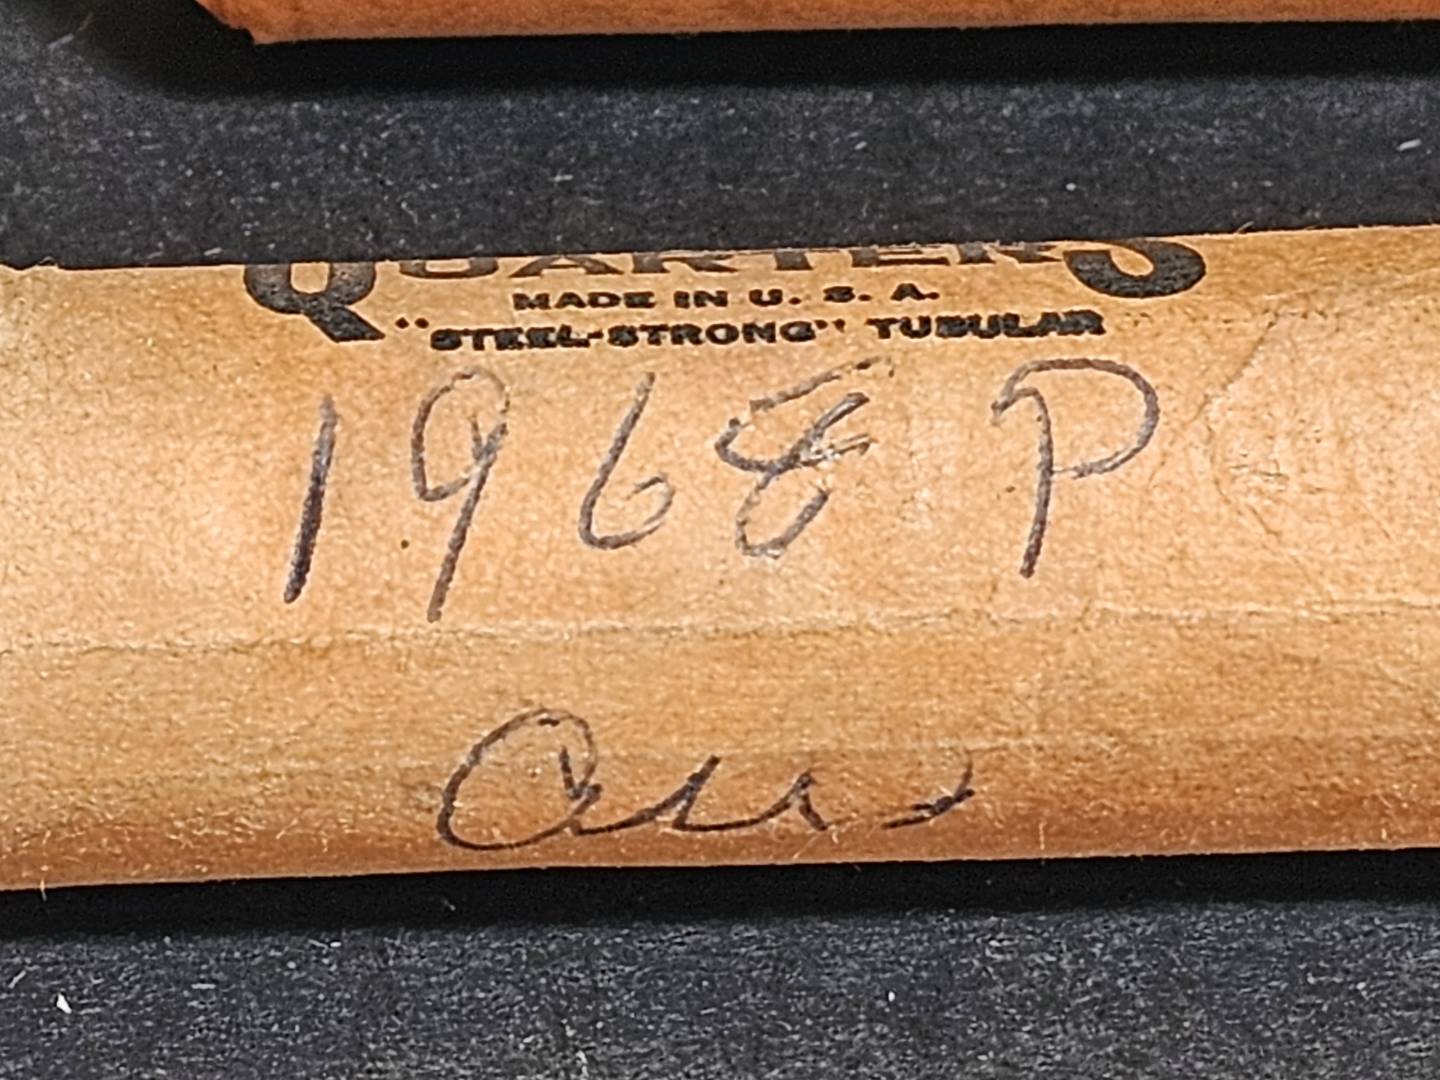 QUARTERS
MADE IN U. S. A.
"STEEL-STRONG" TUBULAR
1968 P